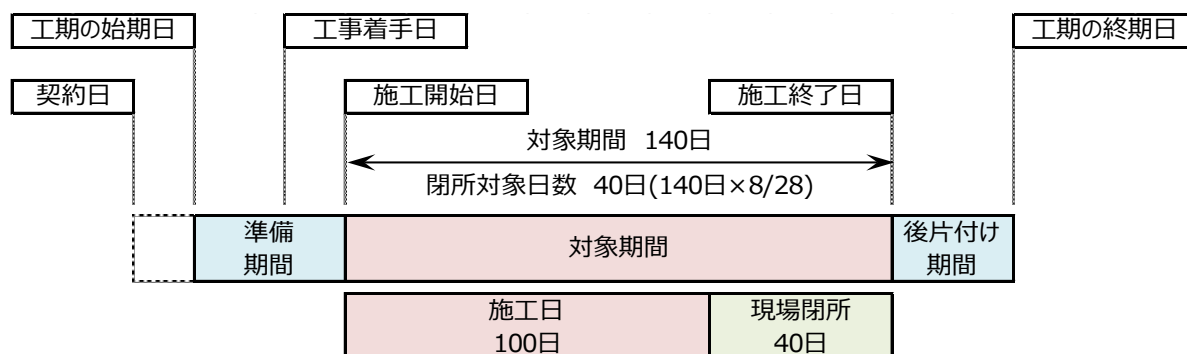 工期の始期日
工事着手日
工期の終期日
契約日
施工開始日
施工終了日
対象期間 140日
閉所対象日数 40日(140日×8/28)
準備
期間
対象期間
後片付け
期間
施工日
100日
現場閉所
40日